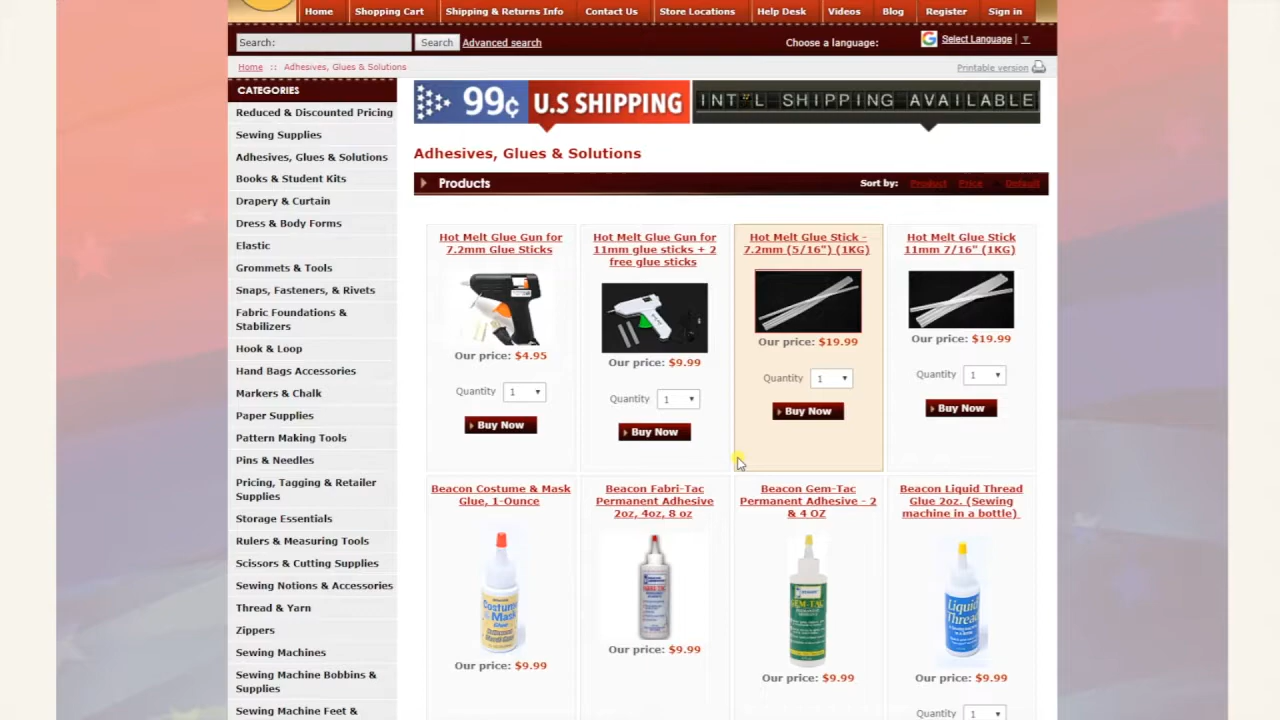 Home
Shopping Cart
Shipping & Returns Info
Contact Us
Store Locations
Help Desk
Videos
Blog
Register
Sign in
Search:
Search
Advanced search
Choose a language:
Select Language
Home :: Adhesives, Glues & Solutions
Printable version
CATEGORIES
Reduced & Discounted Pricing
Sewing Supplies
Adhesives, Glues & Solutions
Books & Student Kits
Drapery & Curtain
Dress & Body Forms
Elastic
Grommets & Tools
Snaps, Fasteners, & Rivets
Fabric Foundations &
Stabilizers
Hook & Loop
Hand Bags Accessories
Markers & Chalk
Paper Supplies
Pattern Making Tools
Pins & Needles
Pricing, Tagging & Retailer
Supplies
Storage Essentials
Rulers & Measuring Tools
Scissors & Cutting Supplies
Sewing Notions & Accessories
Thread & Yarn
Zippers
Sewing Machines
Sewing Machine Bobbins &
Supplies
Sewing Machine Feet &
99¢ U.S SHIPPING
INT'L SHIPPING AVAILABLE
Adhesives, Glues & Solutions
Products
Sort by: Product Price Default
Hot Melt Glue Gun for
7.2mm Glue Sticks
Our price: $4.95
Quantity 1
Buy Now
Hot Melt Glue Gun for
11mm glue sticks + 2
free glue sticks
Our price: $9.99
Quantity 1
Buy Now
Hot Melt Glue Stick -
7.2mm (5/16") (1KG)
Our price: $19.99
Quantity 1
Buy Now
Hot Melt Glue Stick
11mm 7/16" (1KG)
Our price: $19.99
Quantity 1
Buy Now
Beacon Costume & Mask
Glue, 1-Ounce
Costume
& Mask
Glue
Our price: $9.99
Beacon Fabri-Tac
Permanent Adhesive
2oz, 4oz, 8 oz
FABRI-TAC
Our price: $9.99
Beacon Gem-Tac
Permanent Adhesive - 2
& 4 OZ
GEM-TAC
Our price: $9.99
Beacon Liquid Thread
Glue 2oz. (Sewing
machine in a bottle)
Liquid
Thread
Our price: $9.99
Quantity 1